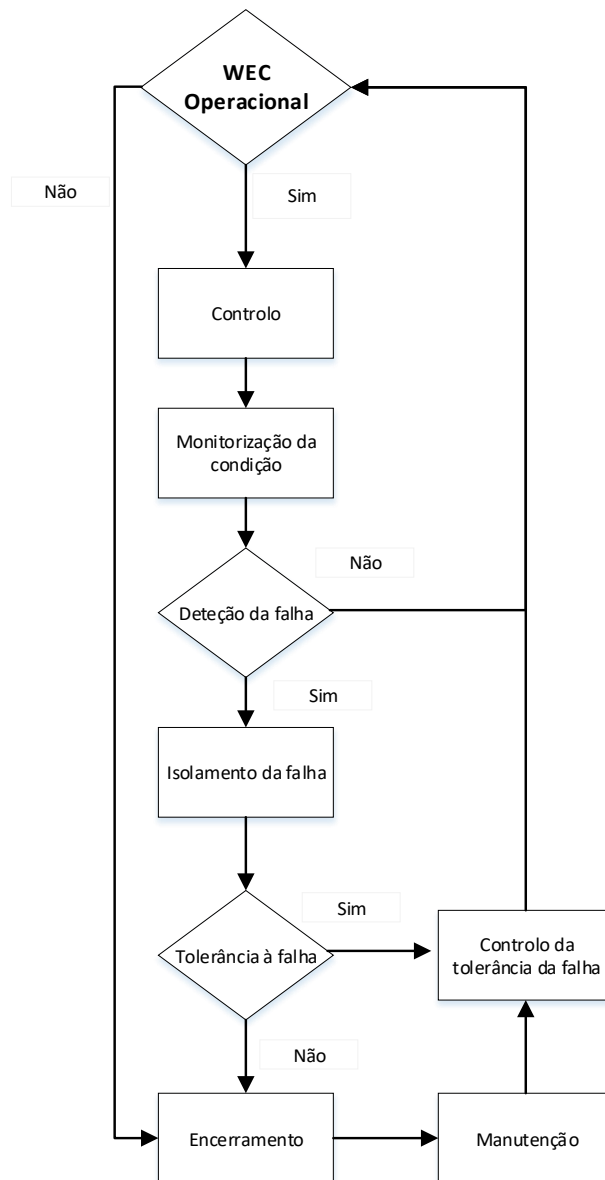 WEC
Operacional
Não
Sim
Controlo
Monitorização da
condição
Não
Deteção da falha
Sim
Isolamento da falha
Sim
Tolerância à falha
Controlo da
tolerância da falha
Não
Encerramento
Manutenção